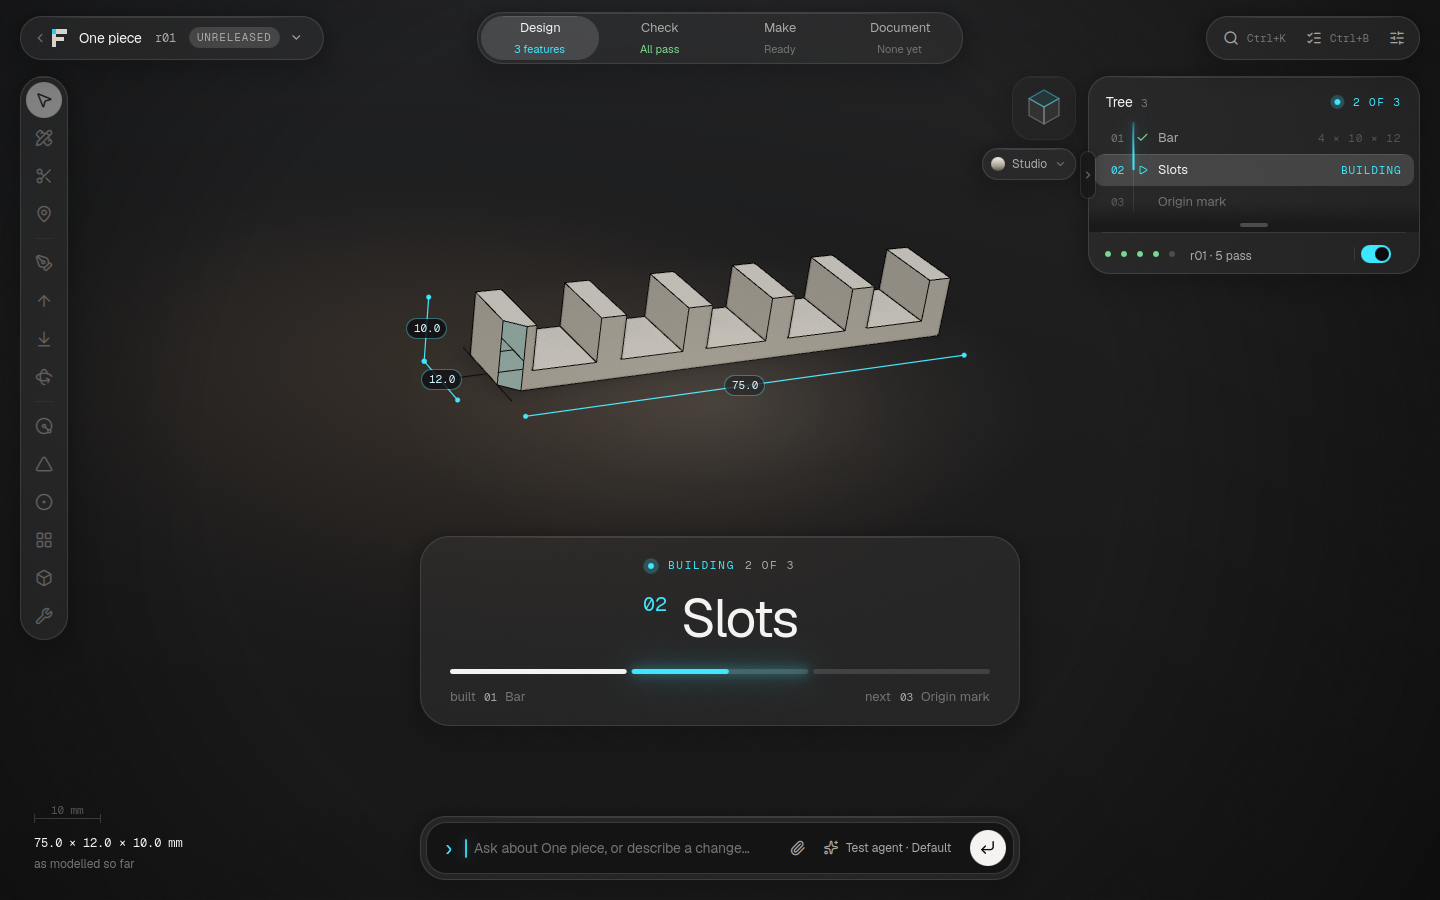 One piece r01 UNRELEASED
Design
3 features
Check
All pass
Make
Ready
Document
None yet
Ctrl+K Ctrl+B
Tree 3 2 OF 3
01 Bar 4 × 10 × 12
02 Slots BUILDING
03 Origin mark
r01 · 5 pass
Studio
10.0
12.0
75.0
BUILDING 2 OF 3
02 Slots
built 01 Bar next 03 Origin mark
10 mm
75.0 × 12.0 × 10.0 mm
as modelled so far
Ask about One piece, or describe a change… Test agent · Default